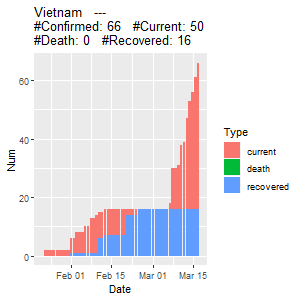 Vietnam   ---
#Confirmed: 66   #Current: 50
#Death: 0   #Recovered: 16
60
40
20
0
Num
Feb 01   Feb 15   Mar 01   Mar 15
Date
Type
current
death
recovered